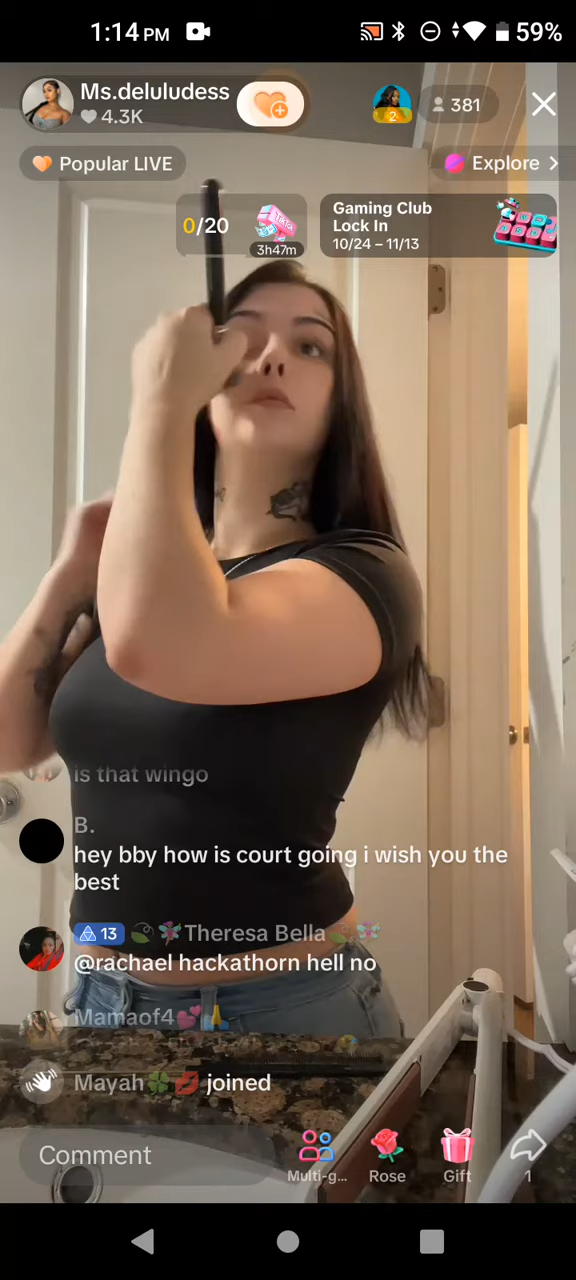 1:14 PM
59%
Ms.deluludess
4.3K
2
381
Popular LIVE
Explore
0/20
TikTok
3h47m
Gaming Club
Lock In
10/24 – 11/13
is that wingo
B.
hey bby how is court going i wish you the
best
13 Theresa Bella
@rachael hackathorn hell no
Mamaof4
Mayah joined
Comment
Multi-g...
Rose
Gift
1